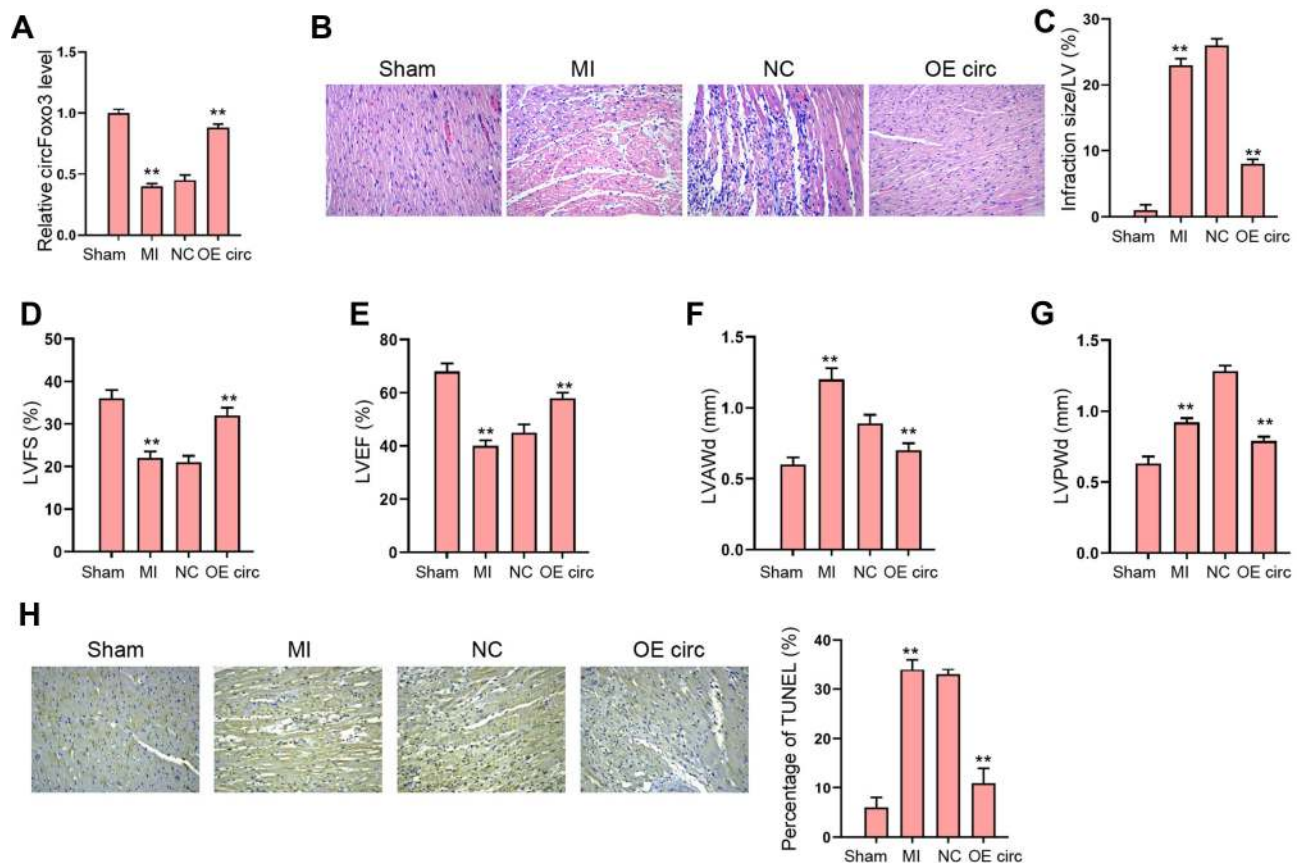 A
Relative circFoxo3 level
1.5
1.0
0.5
0.0
**
**
Sham MI NC OE circ
B
Sham MI NC OE circ
C
Infraction size/LV (%)
30
20
10
0
**
**
Sham MI NC OE circ
D
LVFS (%)
50
40
30
20
10
0
**
**
Sham MI NC OE circ
E
LVEF (%)
80
60
40
20
0
**
**
Sham MI NC OE circ
F
LVAWd (mm)
1.5
1.0
0.5
0.0
**
**
Sham MI NC OE circ
G
LVPWd (mm)
1.5
1.0
0.5
0.0
**
**
Sham MI NC OE circ
H
Sham MI NC OE circ
Percentage of TUNEL (%)
40
30
20
10
0
**
**
Sham MI NC OE circ